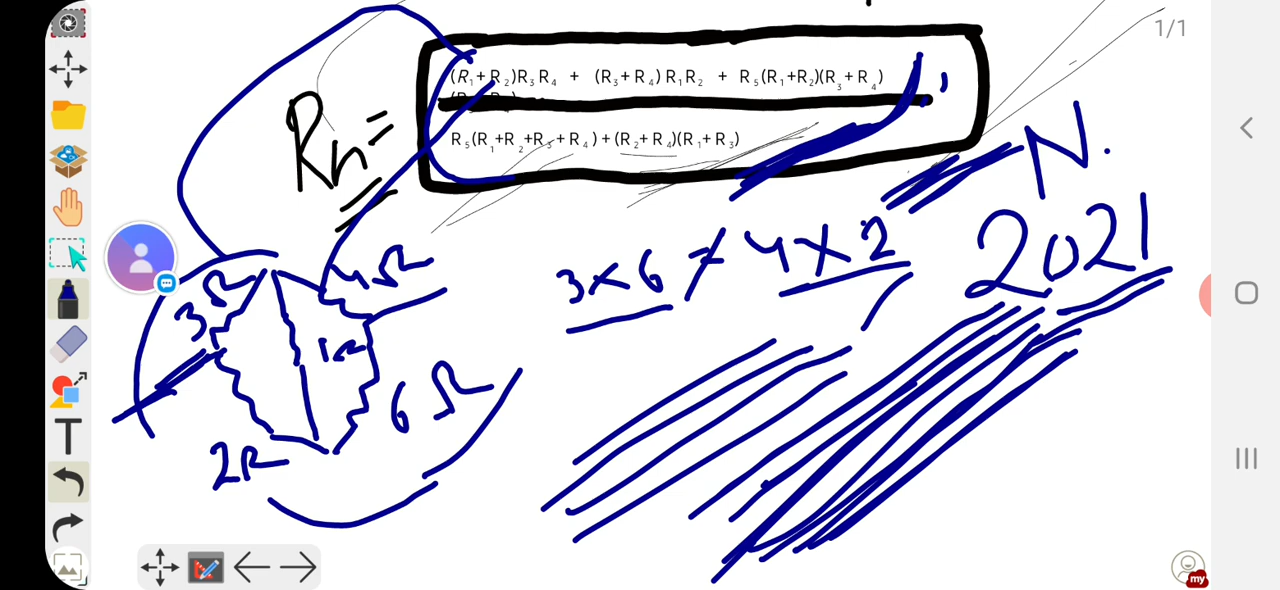 1/1
(R₁+R₂)R₃R₄ + (R₃+R₄)R₁R₂ + R₅(R₁+R₂)(R₃+R₄)
Rn=
R₅(R₁+R₂+R₃+R₄)+(R₂+R₄)(R₁+R₃)
N.
3×6≠4×2
2021
3Ω
4Ω
1Ω
6Ω
2Ω
T
my